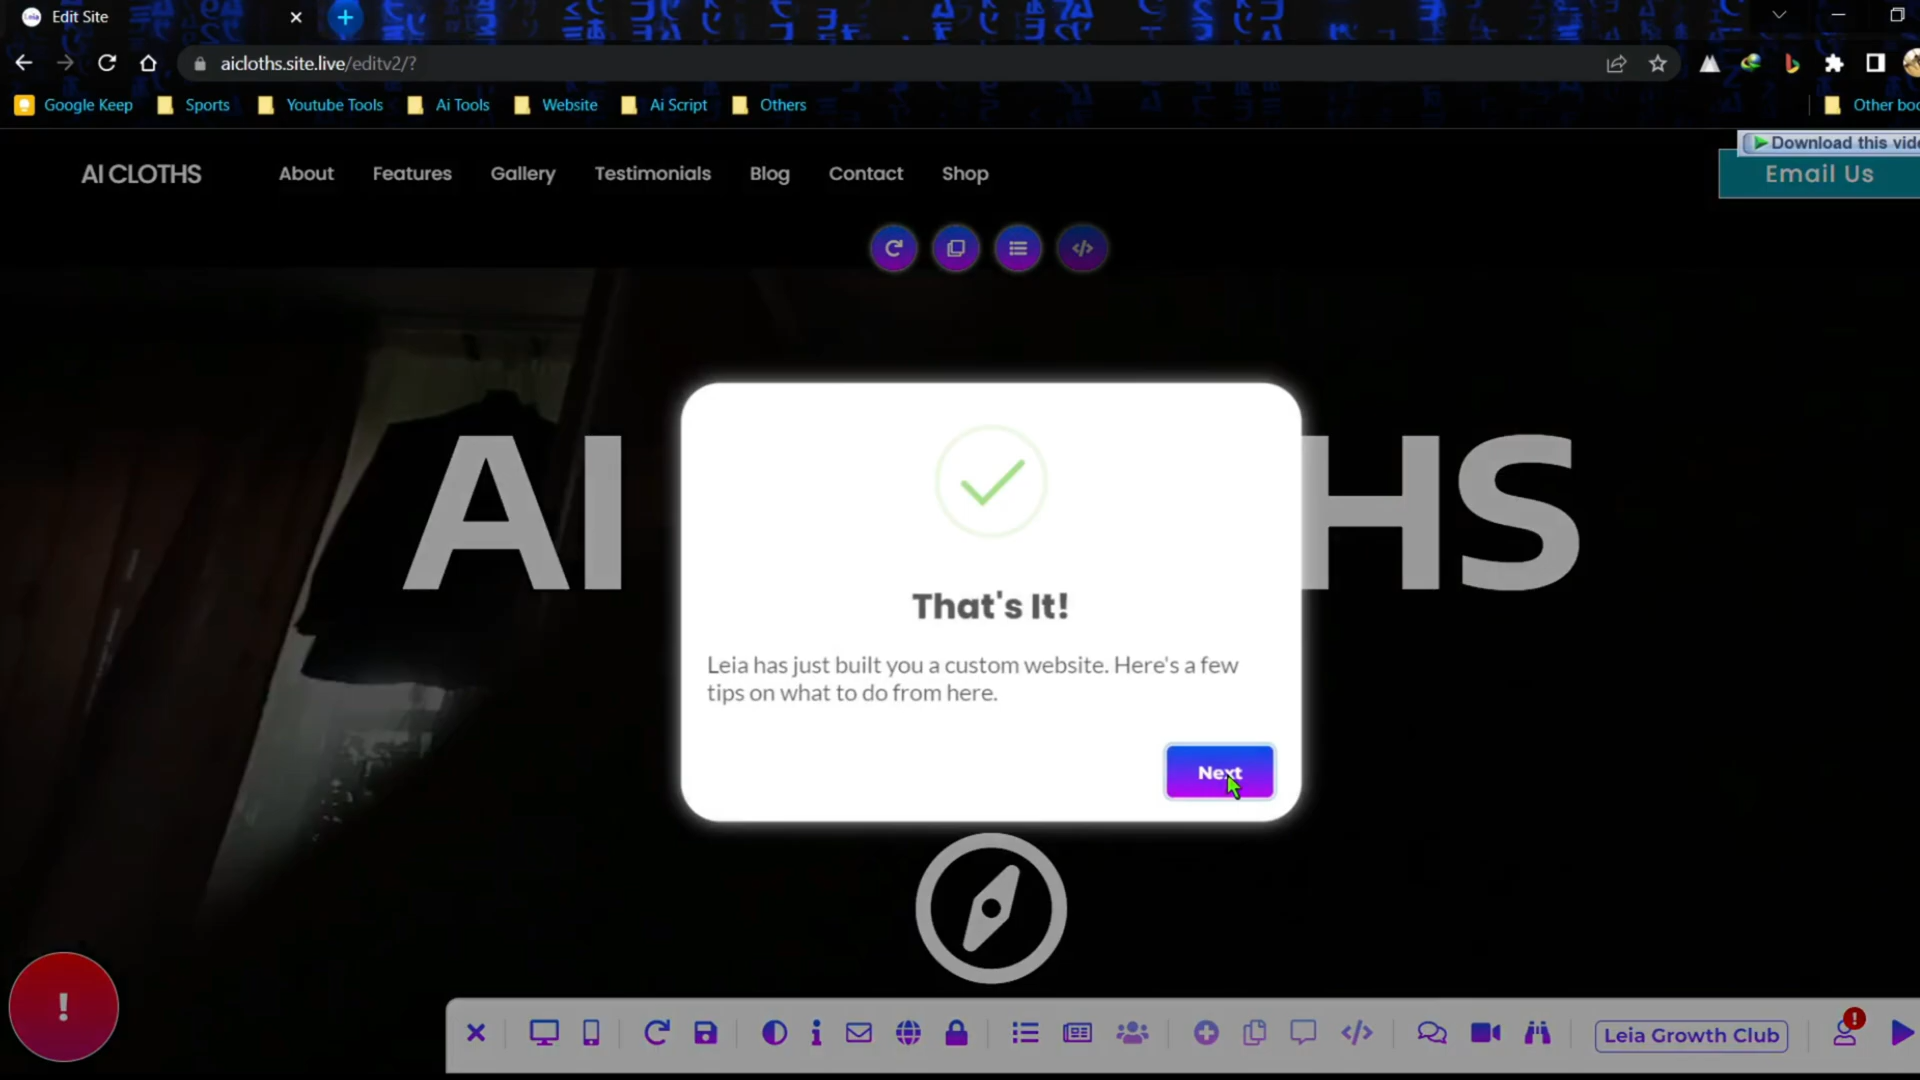 Edit Site
aicloths.site.live/editv2/?
Google Keep
Sports
Youtube Tools
Ai Tools
Website
Ai Script
Others
Other boo
Download this vide
AI CLOTHS
About
Features
Gallery
Testimonials
Blog
Contact
Shop
Email Us
AI
HS
That's It!
Leia has just built you a custom website. Here's a few
tips on what to do from here.
Next
Leia Growth Club